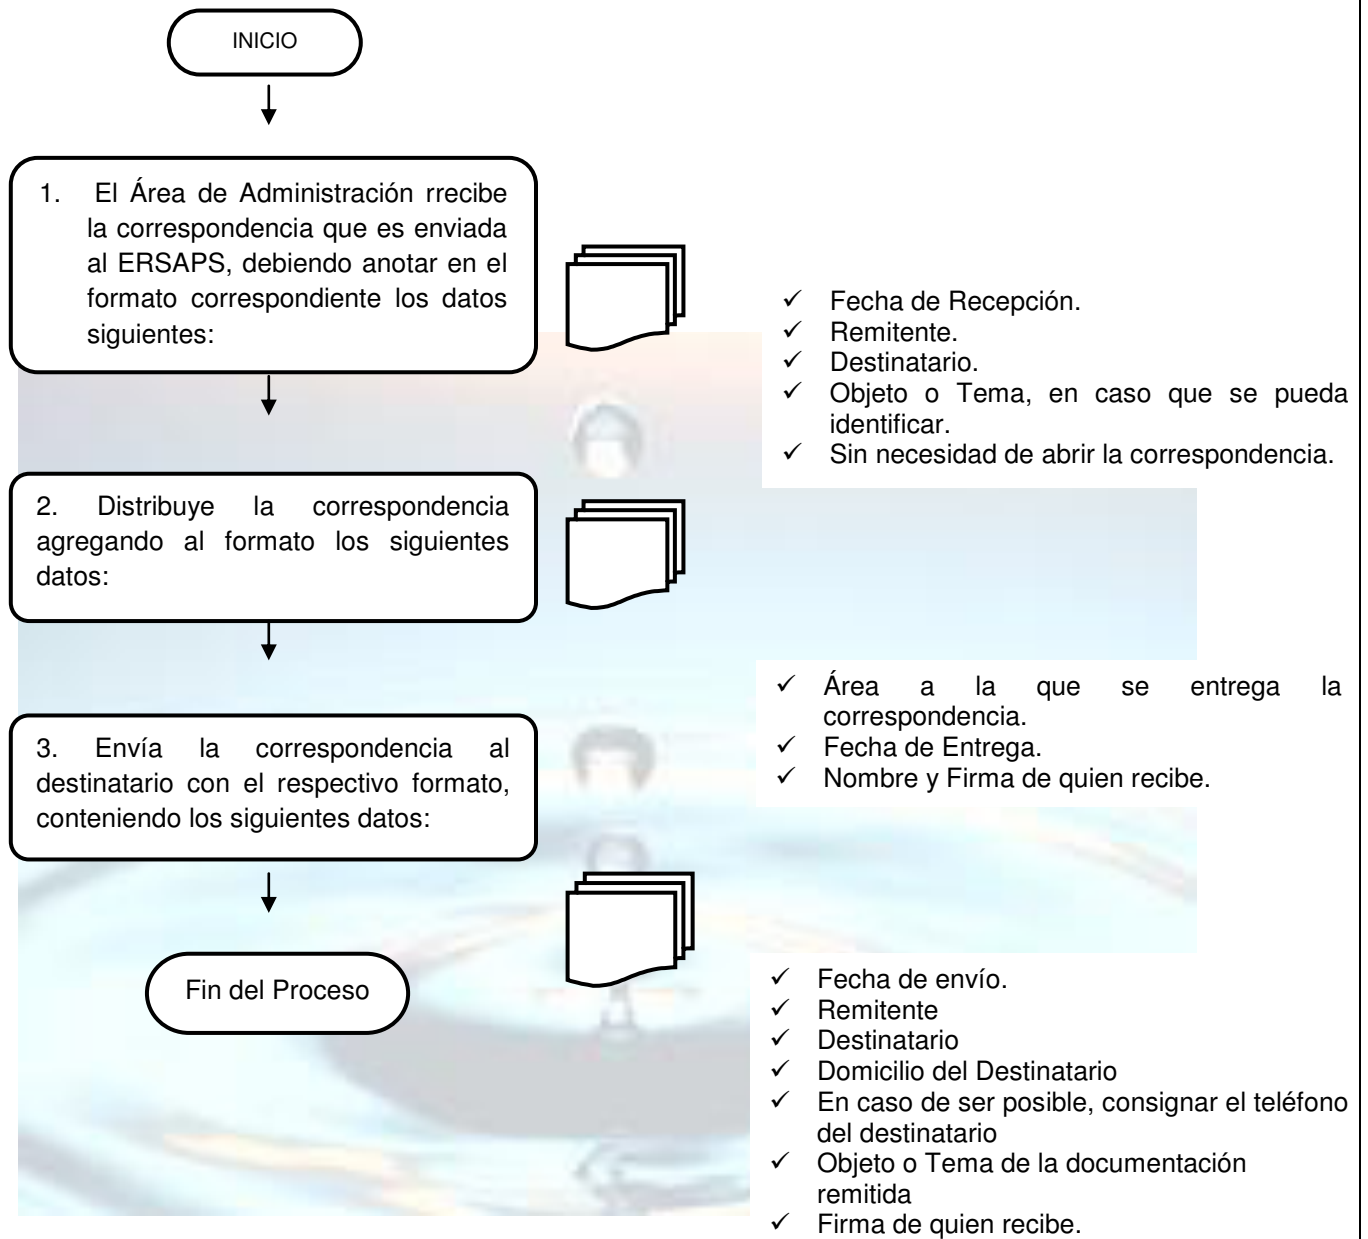 INICIO
1. El Área de Administración rrecibe
la correspondencia que es enviada
al ERSAPS, debiendo anotar en el
formato correspondiente los datos
siguientes:
✓ Fecha de Recepción.
✓ Remitente.
✓ Destinatario.
✓ Objeto o Tema, en caso que se pueda
identificar.
✓ Sin necesidad de abrir la correspondencia.
2. Distribuye la correspondencia
agregando al formato los siguientes
datos:
✓ Área a la que se entrega la
correspondencia.
✓ Fecha de Entrega.
✓ Nombre y Firma de quien recibe.
3. Envía la correspondencia al
destinatario con el respectivo formato,
conteniendo los siguientes datos:
✓ Fecha de envío.
✓ Remitente
✓ Destinatario
✓ Domicilio del Destinatario
✓ En caso de ser posible, consignar el teléfono
del destinatario
✓ Objeto o Tema de la documentación
remitida
✓ Firma de quien recibe.
Fin del Proceso